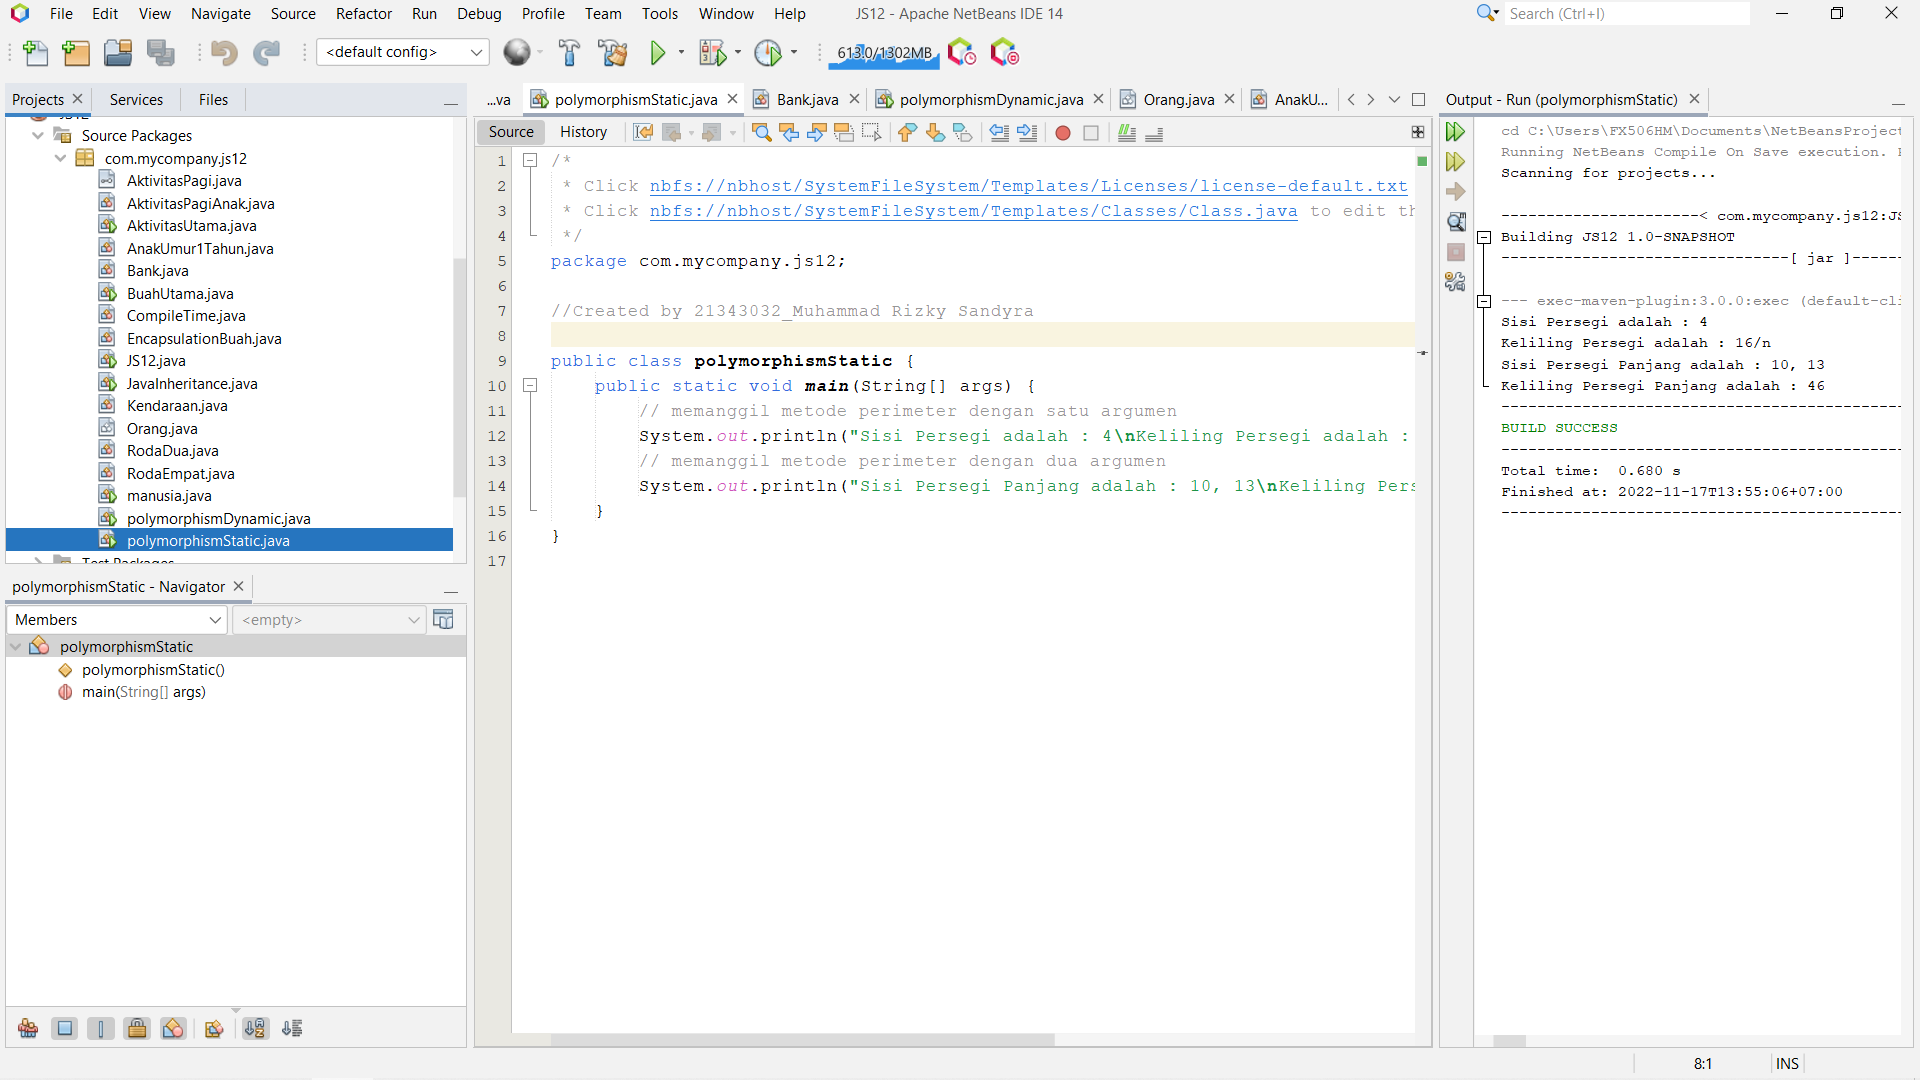 File Edit View Navigate Source Refactor Run Debug Profile Team Tools Window Help JS12 - Apache NetBeans IDE 14 Search (Ctrl+I)
<default config> 613.0/1302MB
Projects Services Files
Source Packages
com.mycompany.js12
AktivitasPagi.java
AktivitasPagiAnak.java
AktivitasUtama.java
AnakUmur1Tahun.java
Bank.java
BuahUtama.java
CompileTime.java
EncapsulationBuah.java
JS12.java
JavaInheritance.java
Kendaraan.java
Orang.java
RodaDua.java
RodaEmpat.java
manusia.java
polymorphismDynamic.java
polymorphismStatic.java
Test Packages
polymorphismStatic - Navigator
Members <empty>
polymorphismStatic
polymorphismStatic()
main(String[] args)
...va polymorphismStatic.java Bank.java polymorphismDynamic.java Orang.java AnakU...
Source History
1 /*
2 * Click nbfs://nbhost/SystemFileSystem/Templates/Licenses/license-default.txt
3 * Click nbfs://nbhost/SystemFileSystem/Templates/Classes/Class.java to edit th
4 */
5 package com.mycompany.js12;
6
7 //Created by 21343032_Muhammad Rizky Sandyra
8
9 public class polymorphismStatic {
10 public static void main(String[] args) {
11 // memanggil metode perimeter dengan satu argumen
12 System.out.println("Sisi Persegi adalah : 4\nKeliling Persegi adalah :
13 // memanggil metode perimeter dengan dua argumen
14 System.out.println("Sisi Persegi Panjang adalah : 10, 13\nKeliling Pers
15 }
16 }
17
Output - Run (polymorphismStatic)
cd C:\Users\FX506HM\Documents\NetBeansProject
Running NetBeans Compile On Save execution.
Scanning for projects...
----------------------< com.mycompany.js12:JS
Building JS12 1.0-SNAPSHOT
--------------------------------[ jar ]------
--- exec-maven-plugin:3.0.0:exec (default-cli
Sisi Persegi adalah : 4
Keliling Persegi adalah : 16/n
Sisi Persegi Panjang adalah : 10, 13
Keliling Persegi Panjang adalah : 46
---------------------------------------------
BUILD SUCCESS
---------------------------------------------
Total time: 0.680 s
Finished at: 2022-11-17T13:55:06+07:00
---------------------------------------------
8:1 INS